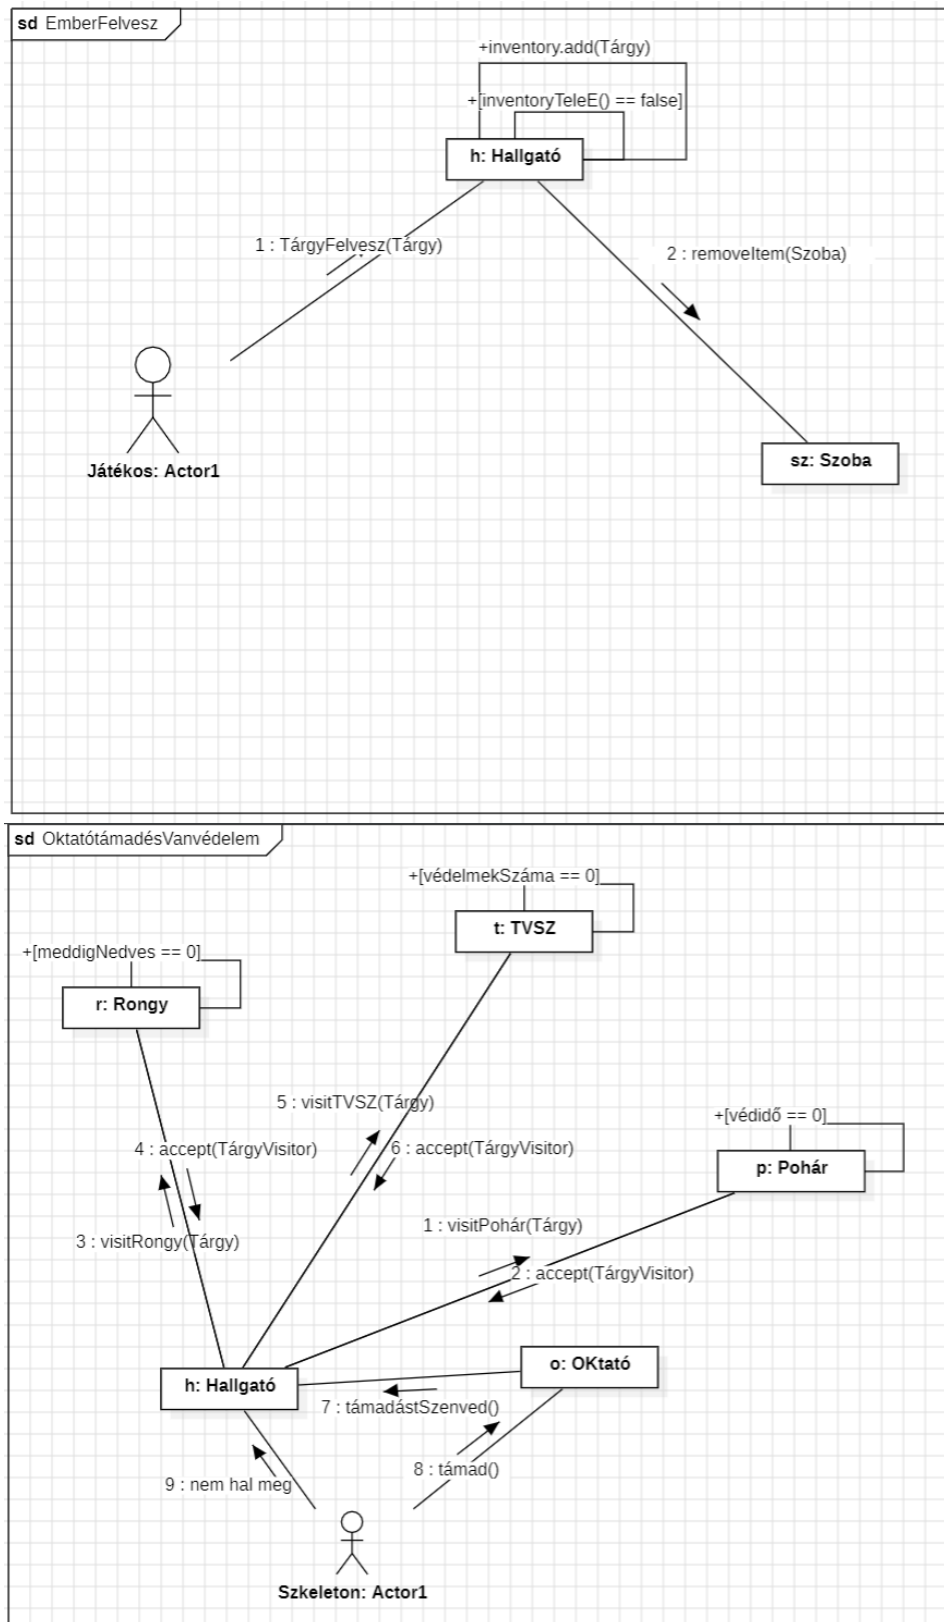 sd EmberFelvesz
+inventory.add(Tárgy)
+[inventoryTeleE() == false]
h: Hallgató
1 : TárgyFelvesz(Tárgy)
2 : removeItem(Szoba)
Játékos: Actor1
sz: Szoba
sd OktatótámadésVanvédelem
+[védelmekSzáma == 0]
t: TVSZ
+[meddigNedves == 0]
r: Rongy
5 : visitTVSZ(Tárgy)
+[védidő == 0]
4 : accept(TárgyVisitor)
6 : accept(TárgyVisitor)
p: Pohár
1 : visitPohár(Tárgy)
3 : visitRongy(Tárgy)
2 : accept(TárgyVisitor)
o: OKtató
h: Hallgató
7 : támadástSzenved()
8 : támad()
9 : nem hal meg
Szkeleton: Actor1